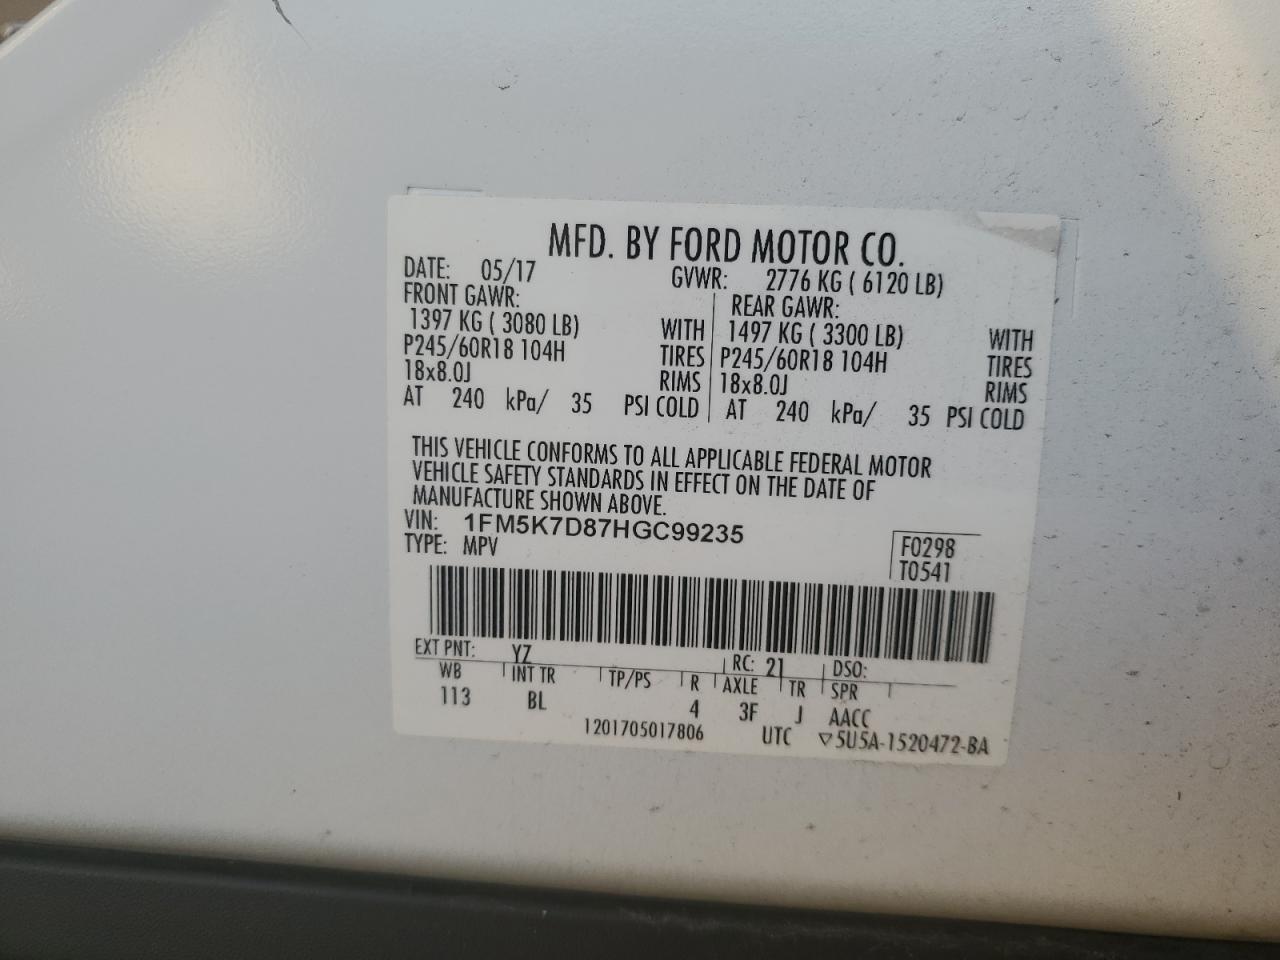 MFD. BY FORD MOTOR CO.
DATE: 05/17 GVWR: 2776 KG ( 6120 LB)
FRONT GAWR: REAR GAWR:
1397 KG ( 3080 LB) WITH 1497 KG ( 3300 LB) WITH
P245/60R18 104H TIRES P245/60R18 104H TIRES
18x8.0J RIMS 18x8.0J RIMS
AT 240 kPa/ 35 PSI COLD AT 240 kPa/ 35 PSI COLD
THIS VEHICLE CONFORMS TO ALL APPLICABLE FEDERAL MOTOR
VEHICLE SAFETY STANDARDS IN EFFECT ON THE DATE OF
MANUFACTURE SHOWN ABOVE.
VIN: 1FM5K7D87HGC99235
TYPE: MPV
F0298
T0541
EXT PNT: YZ RC: 21 DSO:
WB INT TR TP/PS R AXLE TR SPR
113 BL 4 3F J AACC
1201705017806 UTC ▽5U5A-1520472-BA